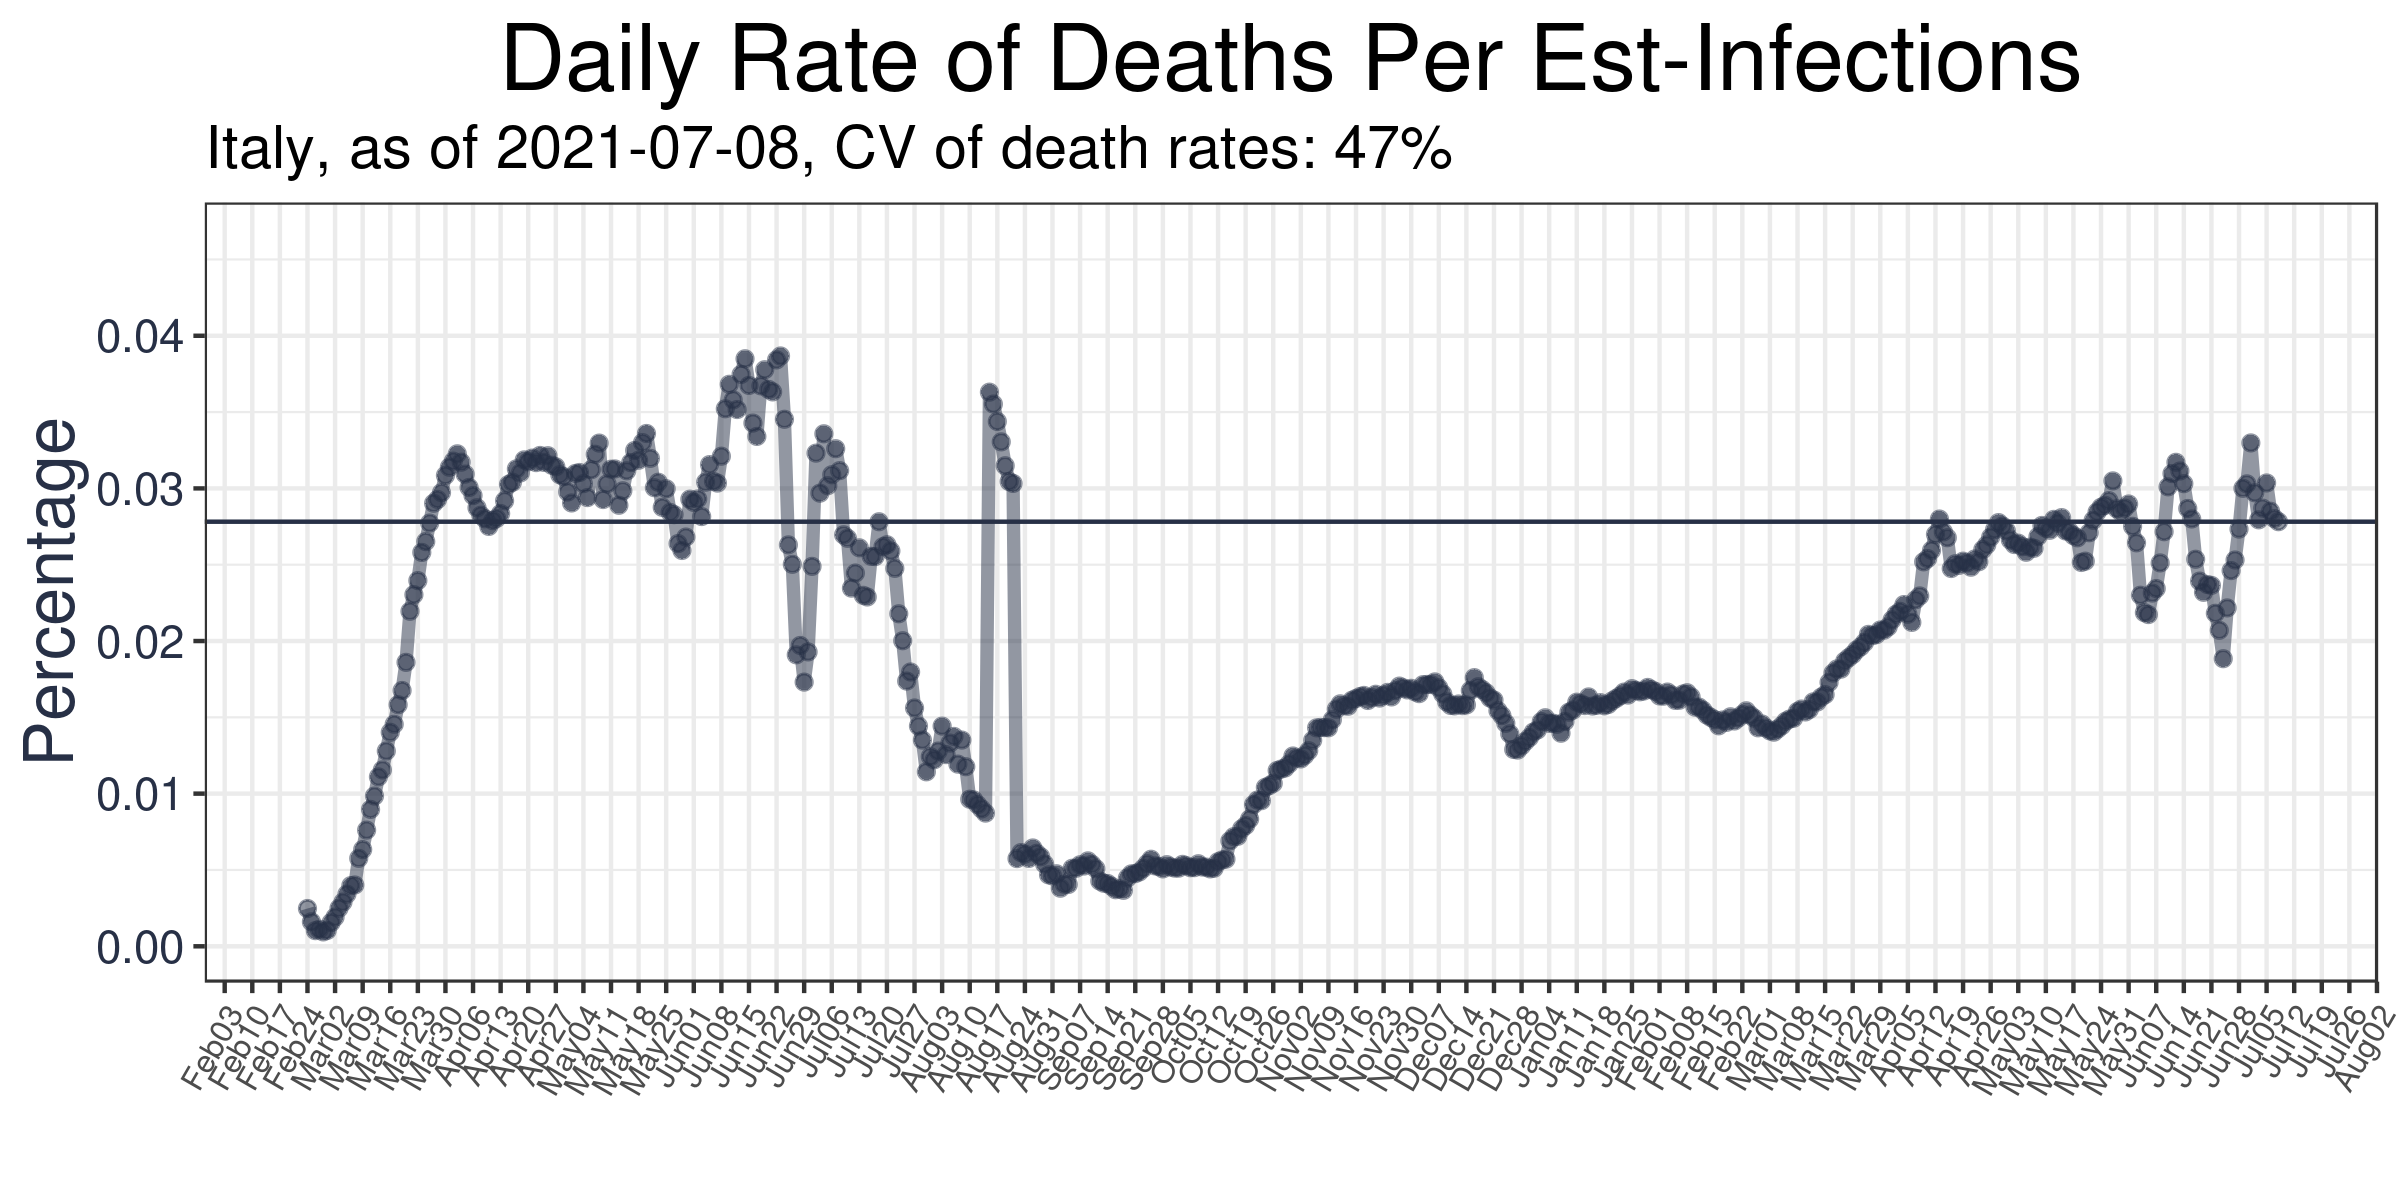 Daily Rate of Deaths Per Est-Infections
Italy, as of 2021-07-08, CV of death rates: 47%
Percentage
0.04
0.03
0.02
0.01
0.00
Feb03
Feb10
Feb17
Feb24
Mar02
Mar09
Mar16
Mar23
Mar30
Apr06
Apr13
Apr20
Apr27
May04
May11
May18
May25
Jun01
Jun08
Jun15
Jun22
Jun29
Jul06
Jul13
Jul20
Jul27
Aug03
Aug10
Aug17
Aug24
Aug31
Sep07
Sep14
Sep21
Sep28
Oct05
Oct12
Oct19
Oct26
Nov02
Nov09
Nov16
Nov23
Nov30
Dec07
Dec14
Dec21
Dec28
Jan04
Jan11
Jan18
Jan25
Feb01
Feb08
Feb15
Feb22
Mar01
Mar08
Mar15
Mar22
Mar29
Apr05
Apr12
Apr19
Apr26
May03
May10
May17
May24
May31
Jun07
Jun14
Jun21
Jun28
Jul05
Jul12
Jul19
Jul26
Aug02